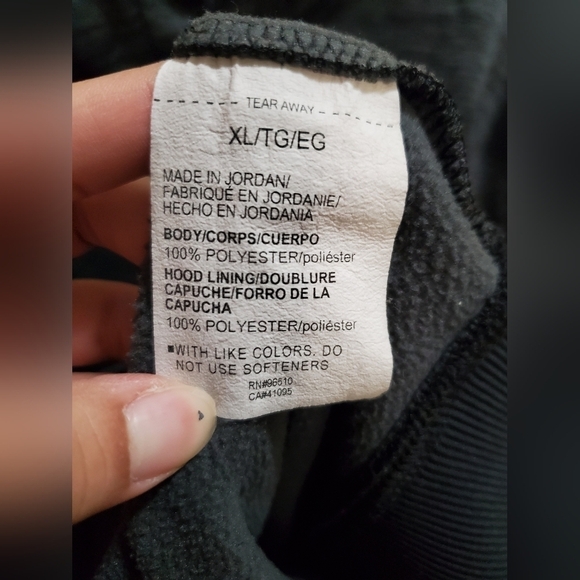 TEAR AWAY
XL/TG/EG
MADE IN JORDAN/
FABRIQUÉ EN JORDANIE/
HECHO EN JORDANIA
BODY/CORPS/CUERPO
100% POLYESTER/poliéster
HOOD LINING/DOUBLURE
CAPUCHE/FORRO DE LA
CAPUCHA
100% POLYESTER/poliéster
■WITH LIKE COLORS. DO
NOT USE SOFTENERS
RN#96610
CA#41095